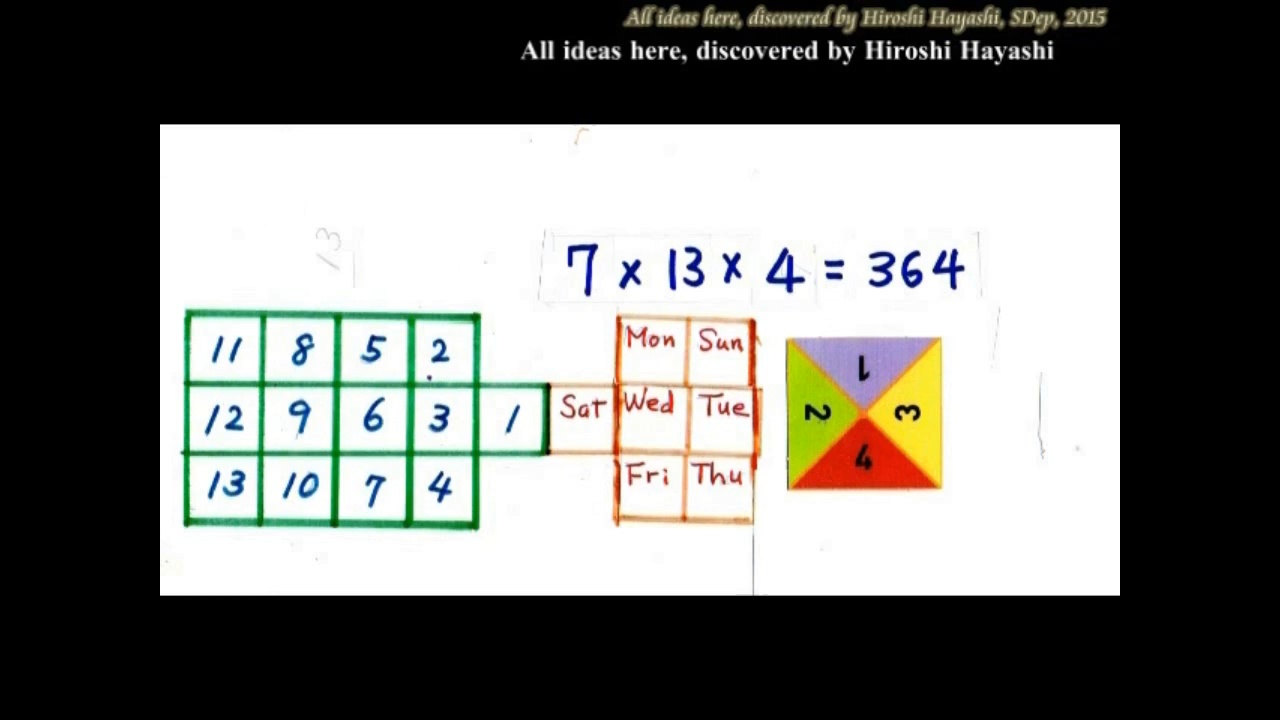 All ideas here, discovered by Hiroshi Hayashi, SDep, 2015
All ideas here, discovered by Hiroshi Hayashi
13
7 x 13 x 4 = 364
11 8 5 2
12 9 6 3 1
13 10 7 4
Mon Sun
Sat Wed Tue
Fri Thu
1
2 3
4